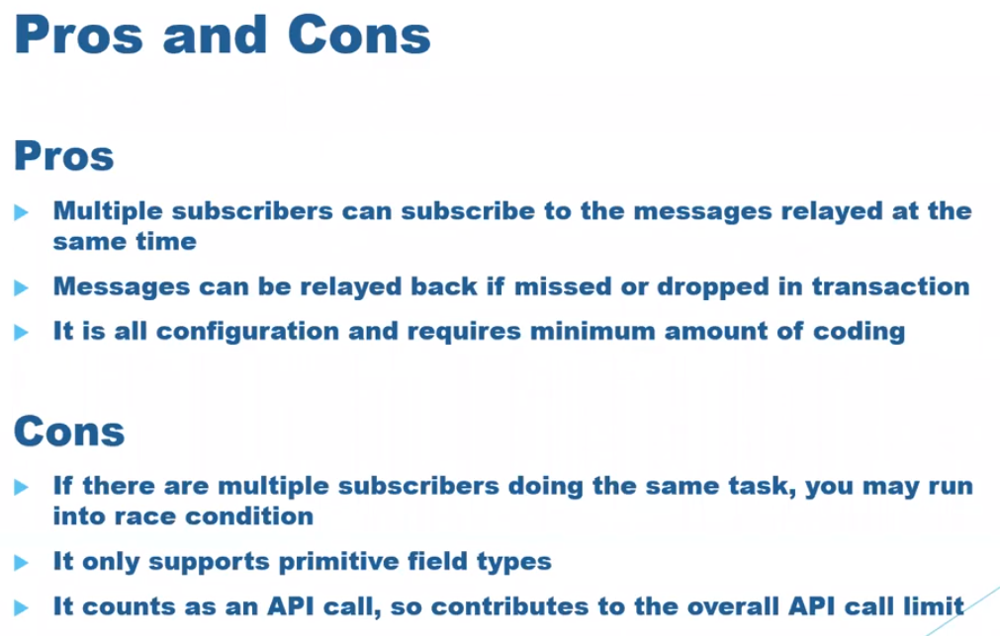 Pros and Cons
Pros
Multiple subscribers can subscribe to the messages relayed at the
same time
Messages can be relayed back if missed or dropped in transaction
It is all configuration and requires minimum amount of coding
Cons
If there are multiple subscribers doing the same task, you may run
into race condition
It only supports primitive field types
It counts as an API call, so contributes to the overall API call limit